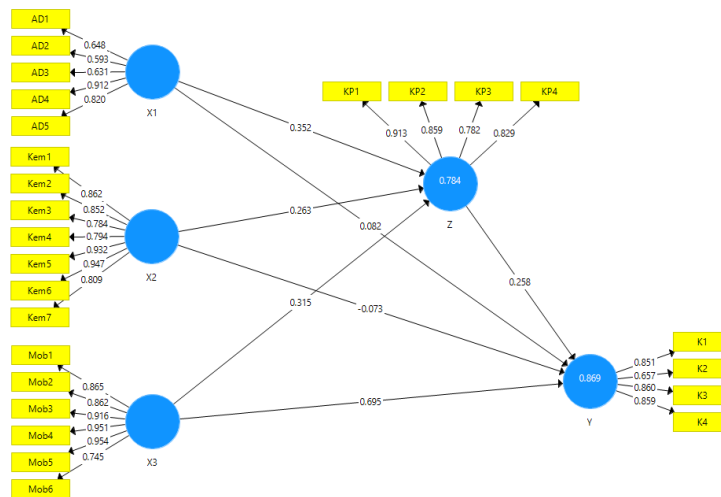 AD1
AD2
AD3
AD4
AD5
0.648
0.593
0.631
0.912
0.820
X1
KP1
KP2
KP3
KP4
0.913
0.859
0.782
0.829
0.784
Z
0.352
0.263
0.315
0.082
-0.073
0.695
0.258
Kem1
Kem2
Kem3
Kem4
Kem5
Kem6
Kem7
0.862
0.852
0.784
0.794
0.932
0.947
0.809
X2
Mob1
Mob2
Mob3
Mob4
Mob5
Mob6
0.865
0.862
0.916
0.951
0.954
0.745
X3
0.869
Y
0.851
0.657
0.860
0.859
K1
K2
K3
K4